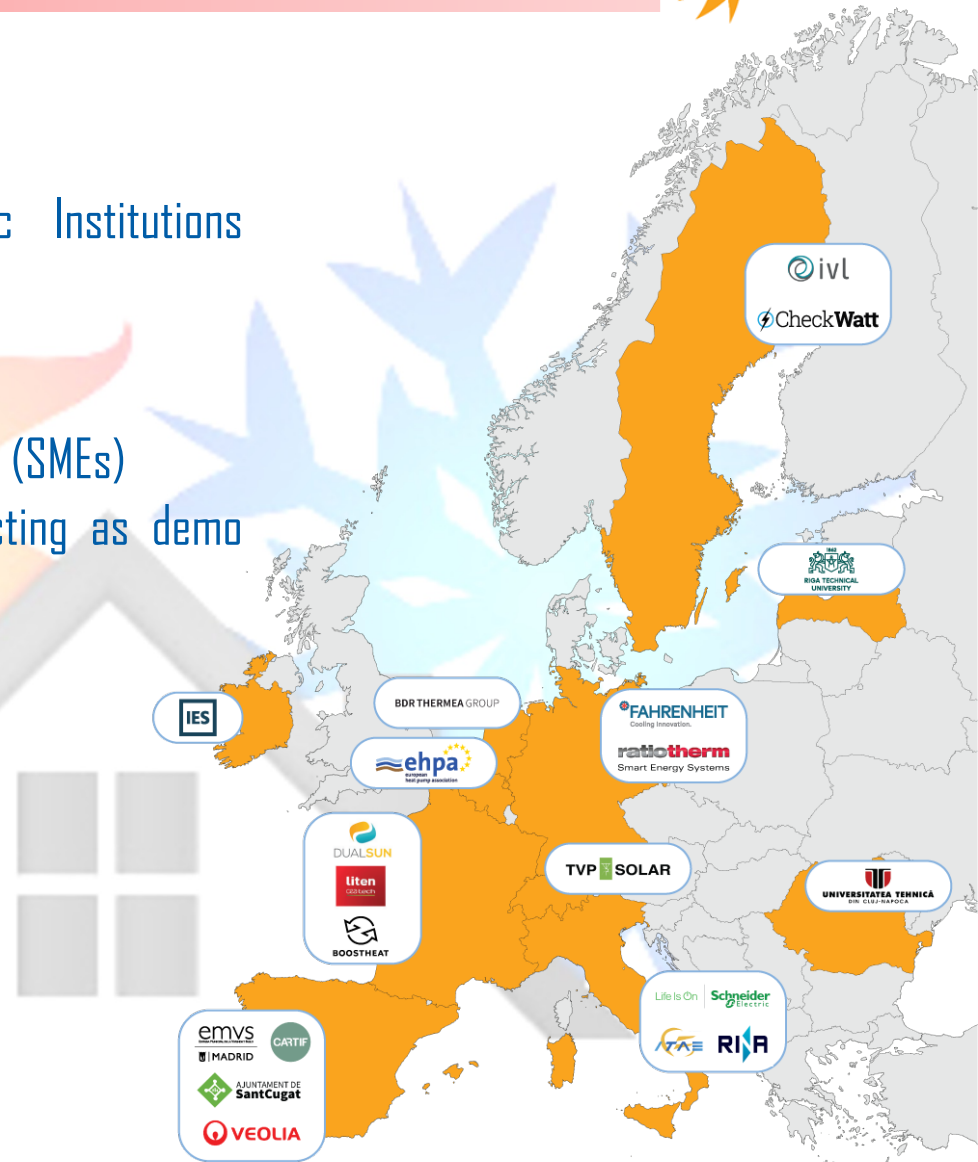 c Institutions
(SMEs)
cting as demo
ivl
CheckWatt
1862
RIGA TECHNICAL
UNIVERSITY
IES
BDR THERMEA GROUP
FAHRENHEIT
Cooling Innovation.
ratiotherm
Smart Energy Systems
ehpa
european
heat pump association
DUALSUN
liten
BOOSTHEAT
TVP SOLAR
UNIVERSITATEA TEHNICĂ
DIN CLUJ-NAPOCA
Life Is On Schneider
Electric
ITAE RINA
emvs
MADRID
CARTIF
AJUNTAMENT DE
SantCugat
VEOLIA